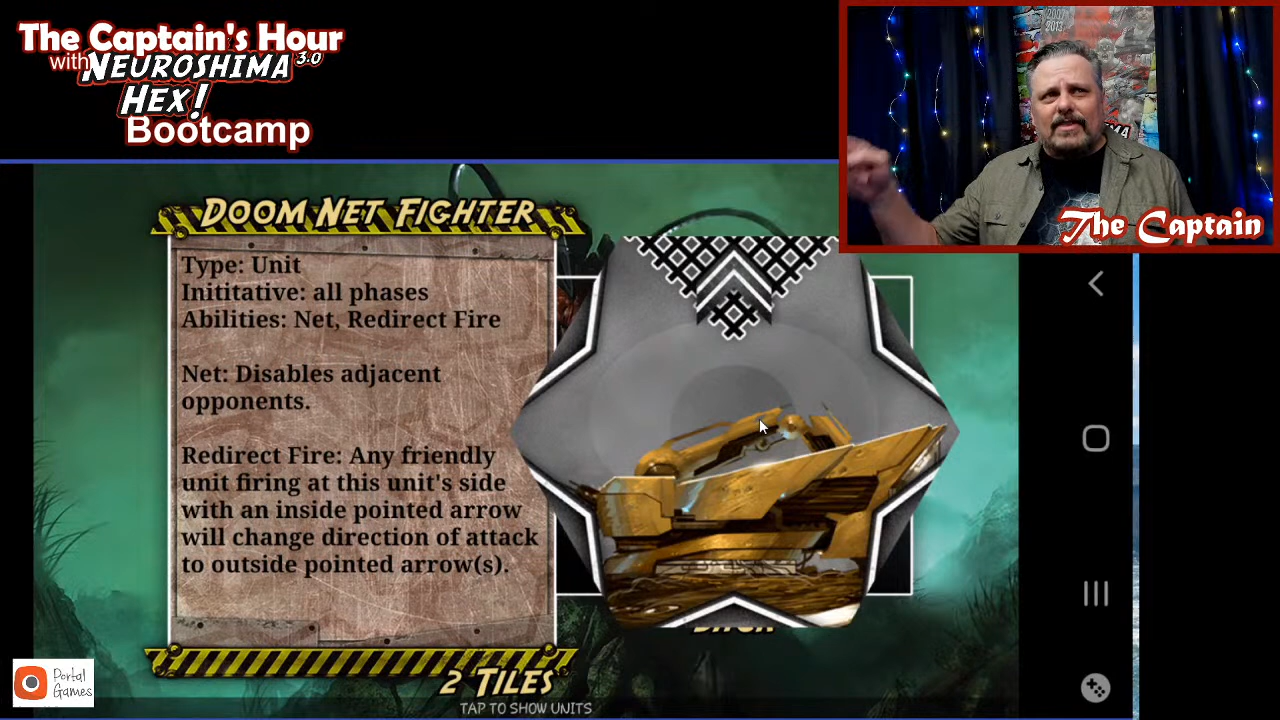 The Captain's Hour
with NEUROSHIMA 3.0
HEX!
Bootcamp
2007
The Captain
DOOM NET FIGHTER
Type: Unit
Inititative: all phases
Abilities: Net, Redirect Fire
Net: Disables adjacent
opponents.
Redirect Fire: Any friendly
unit firing at this unit's side
with an inside pointed arrow
will change direction of attack
to outside pointed arrow(s).
2 TILES
TAP TO SHOW UNITS
Portal
Games